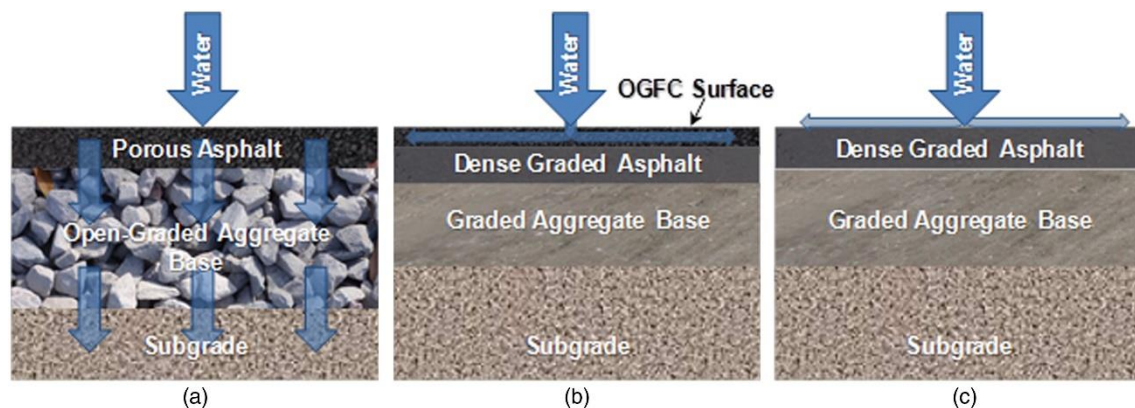 Water
Porous Asphalt
Open-Graded Aggregate
Base
Subgrade
(a)
Water
OGFC Surface
Dense Graded Asphalt
Graded Aggregate Base
Subgrade
(b)
Water
Dense Graded Asphalt
Graded Aggregate Base
Subgrade
(c)